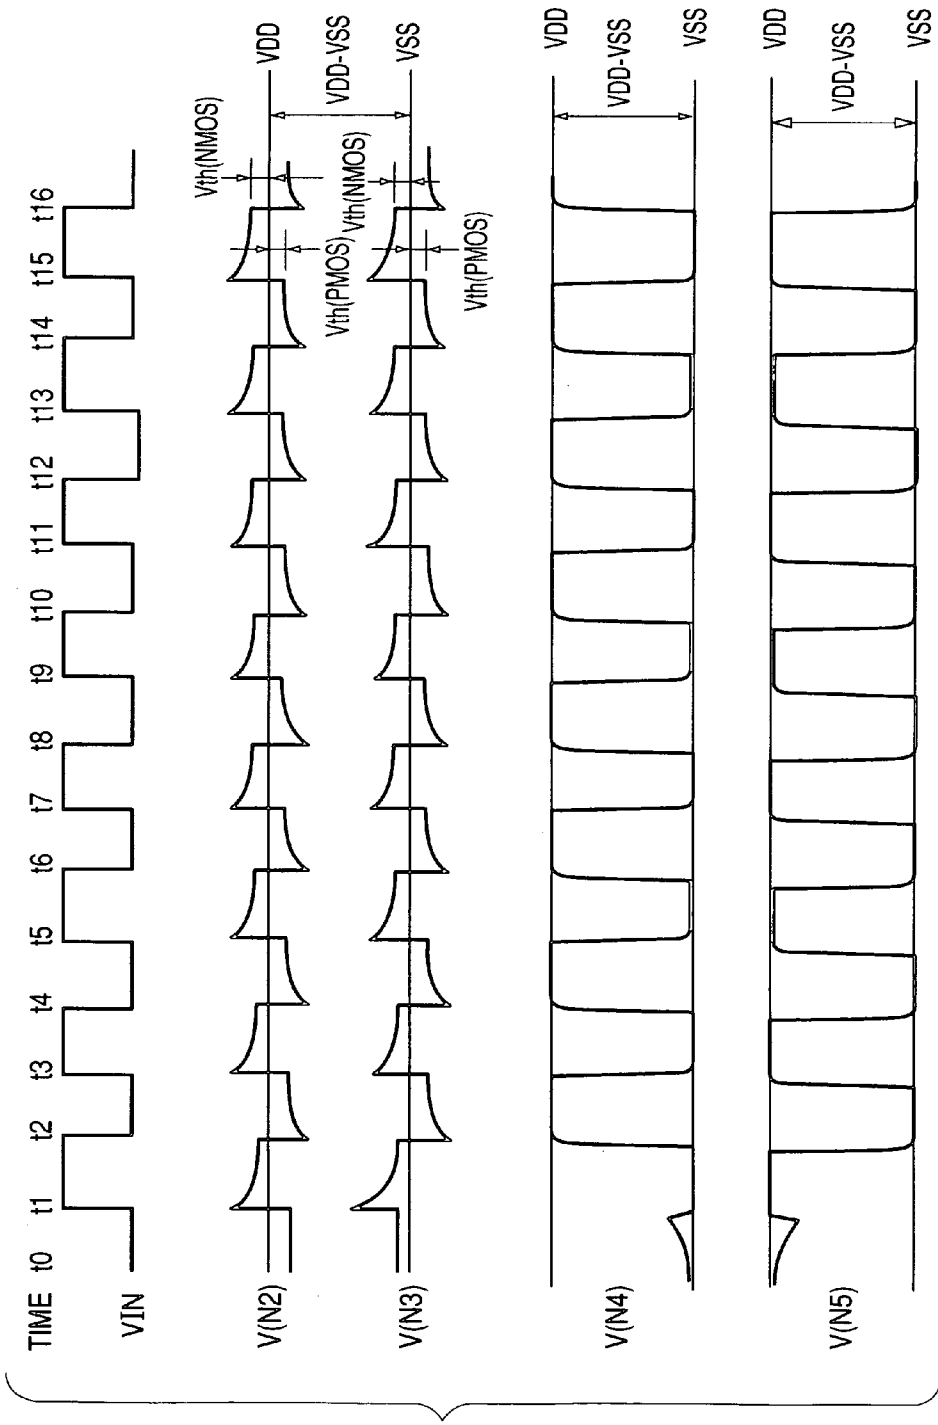 TIME t0 t1 t2 t3 t4 t5 t6 t7 t8 t9 t10 t11 t12 t13 t14 t15 t16
VIN
V(N2)
Vth(NMOS)
VDD
Vth(PMOS)
VDD-VSS
V(N3)
Vth(NMOS)
VSS
Vth(PMOS)
V(N4)
VDD
VDD-VSS
VSS
V(N5)
VDD
VDD-VSS
VSS